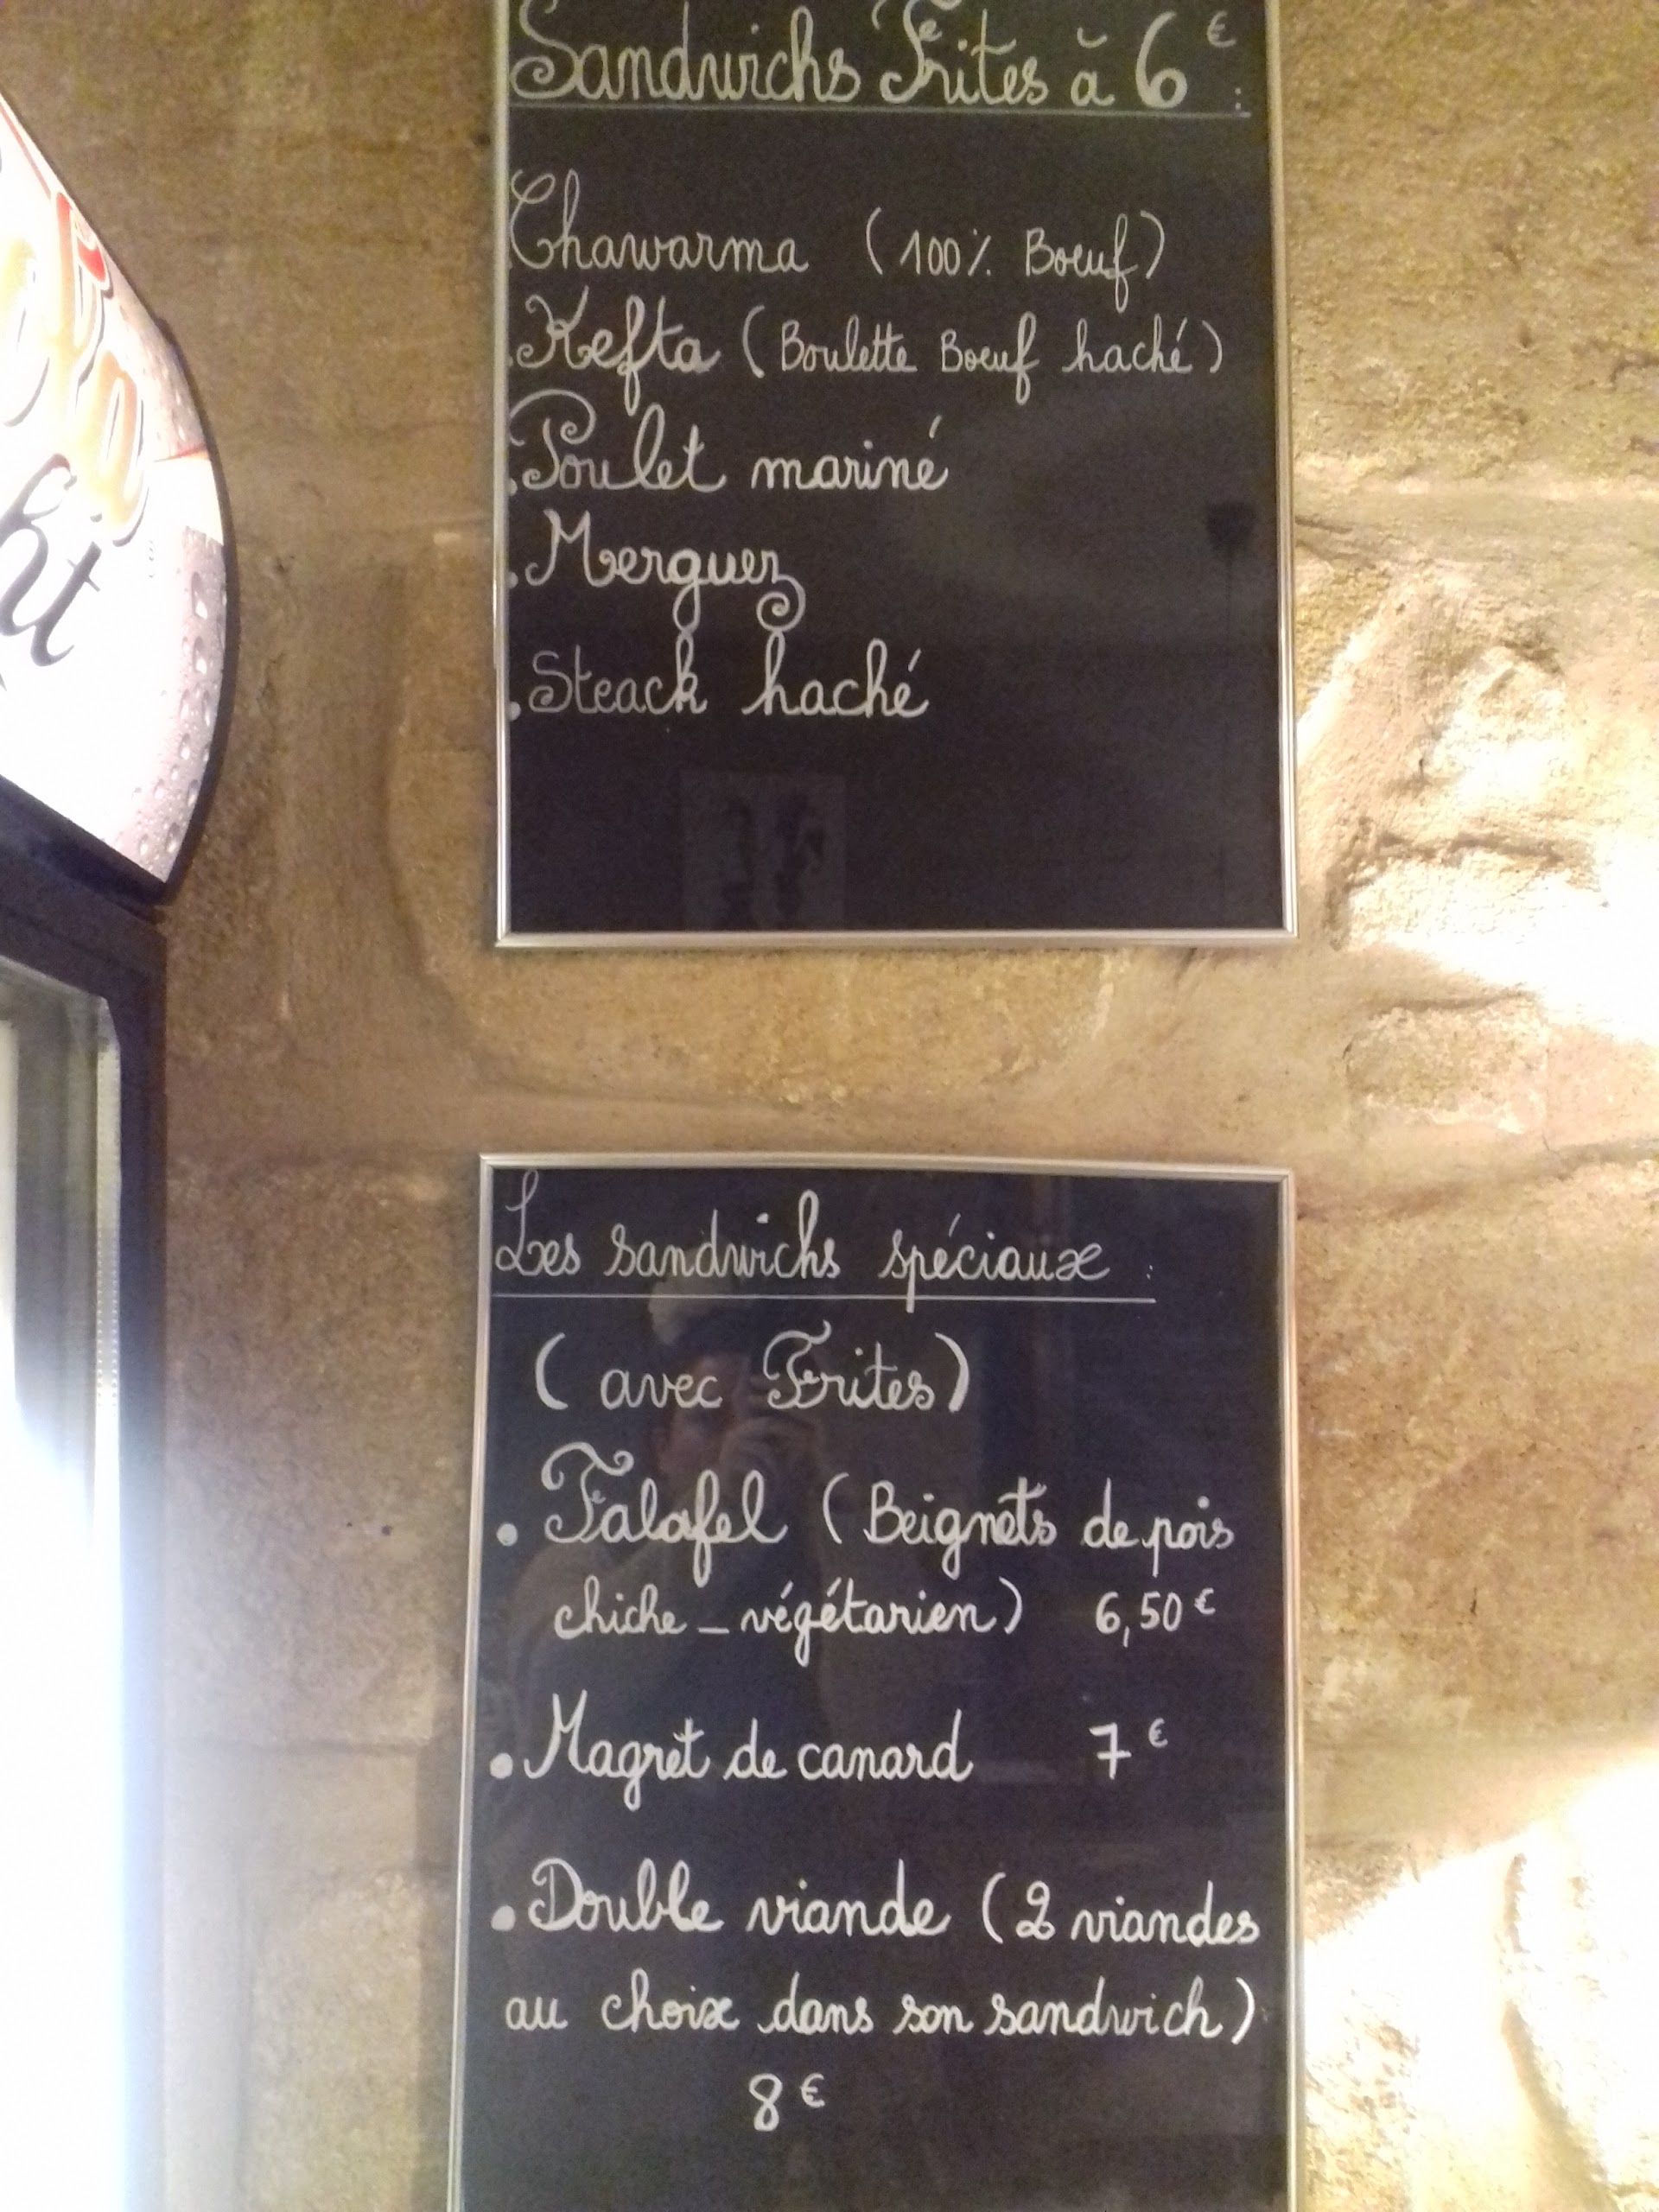 Sandwichs Frites à 6€ :
Chawarma (100% Boeuf)
.Kefta (Boulette Boeuf haché)
.Poulet mariné
.Merguez
.Steack haché
Les sandwichs spéciaux :
(avec Frites)
• Falafel (Beignets de pois
chiche - végétarien) 6,50€
• Magret de canard 7€
• Double viande (2 viandes
au choix dans son sandwich)
8€